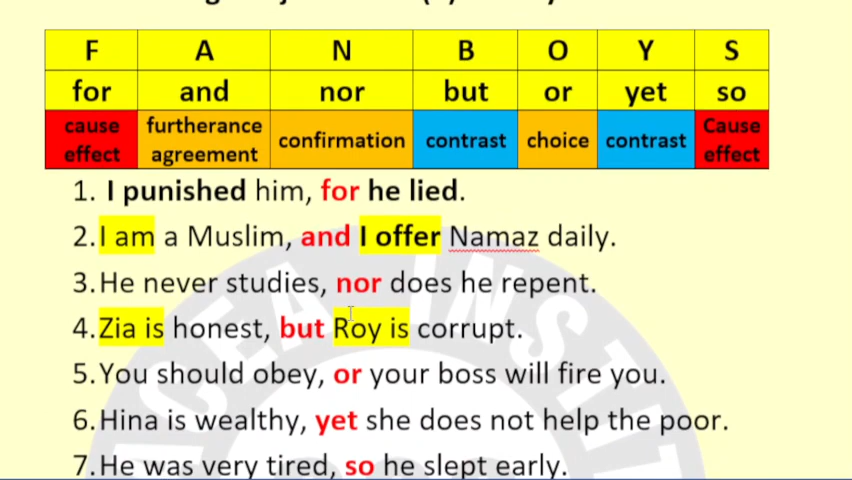 F A N B O Y S
for and nor but or yet so
cause effect furtherance agreement confirmation contrast choice contrast Cause effect
1. I punished him, for he lied.
2. I am a Muslim, and I offer Namaz daily.
3. He never studies, nor does he repent.
4. Zia is honest, but Roy is corrupt.
5. You should obey, or your boss will fire you.
6. Hina is wealthy, yet she does not help the poor.
7. He was very tired, so he slept early.